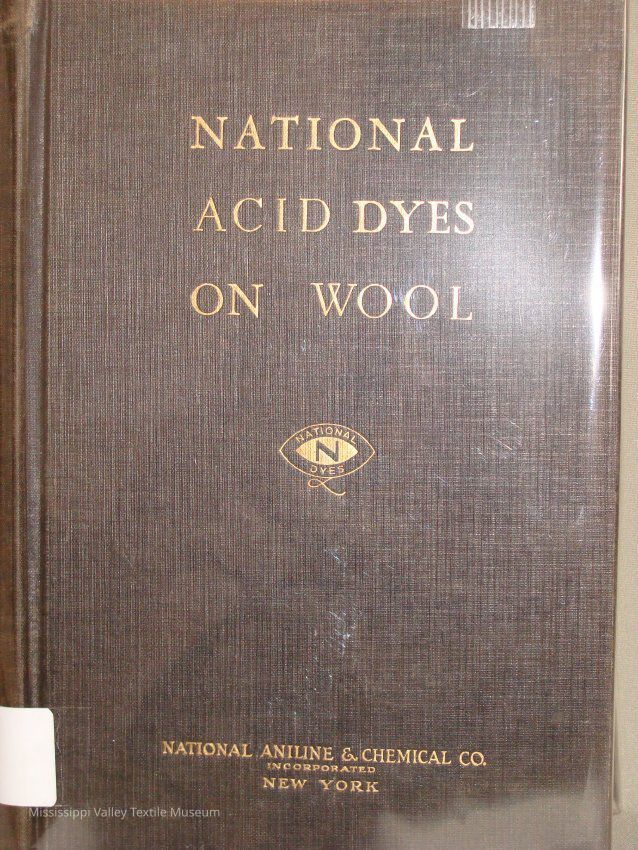 NATIONAL
ACID DYES
ON WOOL
NATIONAL
N
DYES
NATIONAL ANILINE & CHEMICAL CO.
INCORPORATED
NEW YORK
Mississippi Valley Textile Museum